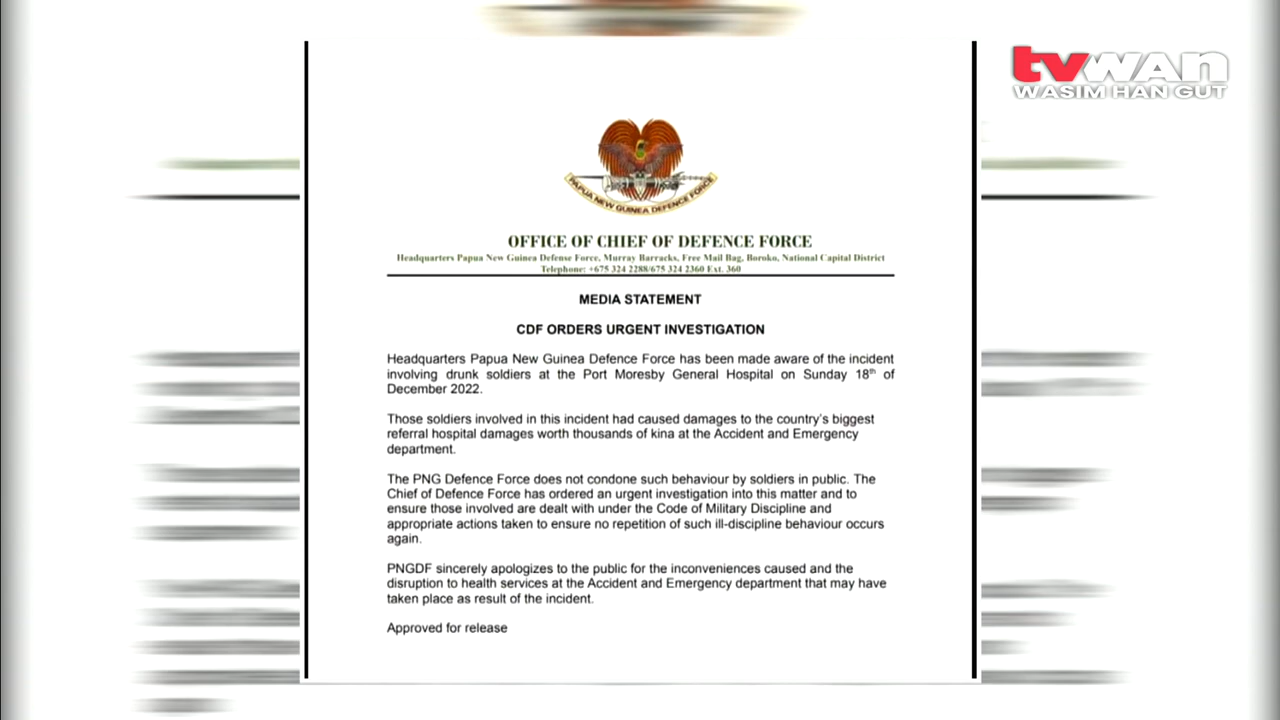 tvwan
WASIM HAN GUT
PAPUA NEW GUINEA DEFENCE FORCE
OFFICE OF CHIEF OF DEFENCE FORCE
Headquarters Papua New Guinea Defense Force, Murray Barracks, Free Mail Bag, Boroko, National Capital District
Telephone: +675 324 2288/675 324 2360 Ext. 360
MEDIA STATEMENT
CDF ORDERS URGENT INVESTIGATION
Headquarters Papua New Guinea Defence Force has been made aware of the incident
involving drunk soldiers at the Port Moresby General Hospital on Sunday 18th of
December 2022.
Those soldiers involved in this incident had caused damages to the country's biggest
referral hospital damages worth thousands of kina at the Accident and Emergency
department.
The PNG Defence Force does not condone such behaviour by soldiers in public. The
Chief of Defence Force has ordered an urgent investigation into this matter and to
ensure those involved are dealt with under the Code of Military Discipline and
appropriate actions taken to ensure no repetition of such ill-discipline behaviour occurs
again.
PNGDF sincerely apologizes to the public for the inconveniences caused and the
disruption to health services at the Accident and Emergency department that may have
taken place as result of the incident.
Approved for release